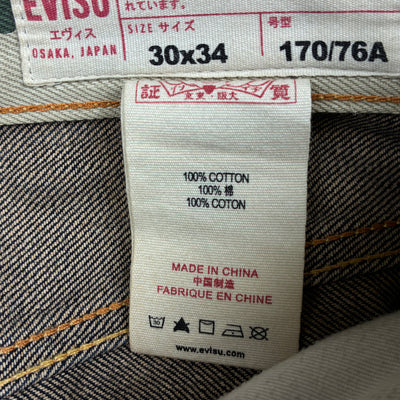 れています.
EVISU
エヴィス
OSAKA, JAPAN
SIZE サイズ
30x34
号型
170/76A
証
覧
100% COTTON
100% 棉
100% COTON
MADE IN CHINA
中国制造
FABRIQUE EN CHINE
30
www.evisu.com